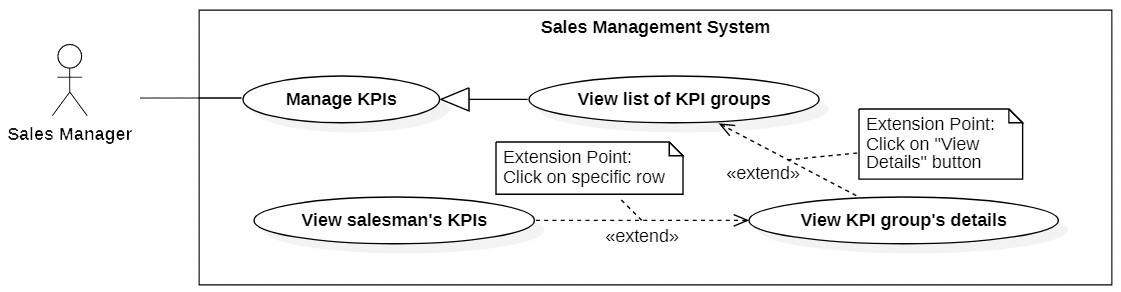 Sales Management System
Sales Manager
Manage KPIs
View list of KPI groups
Extension Point:
Click on "View
Details" button
«extend»
Extension Point:
Click on specific row
View salesman's KPIs
«extend»
View KPI group's details